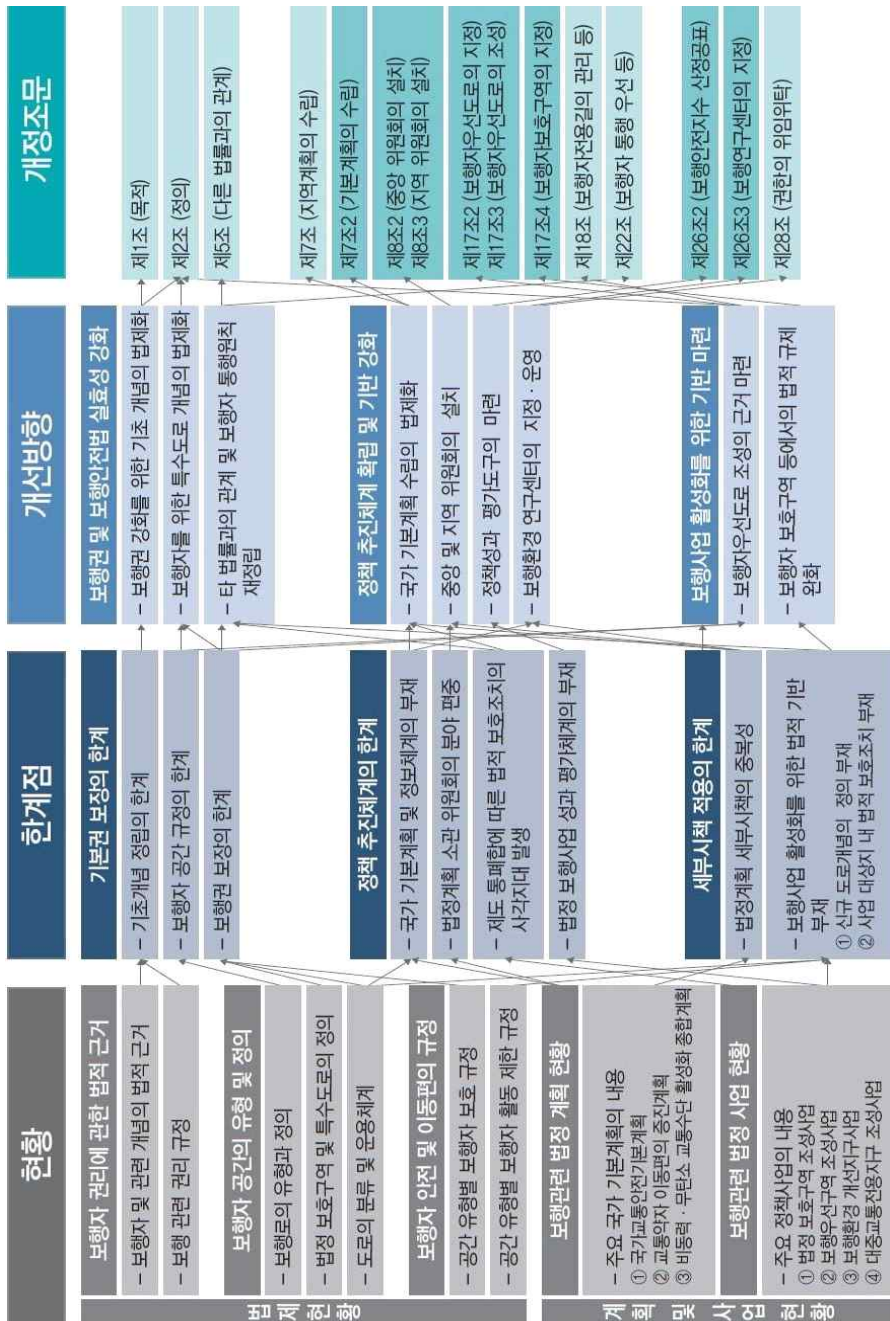 현황
법제현황
보행자 권리에 관한 법적 근거
– 보행자 및 관련 개념의 법적 근거
– 보행 관련 권리 규정
보행자 공간의 유형 및 정의
– 보행로의 유형과 정의
– 법정 보호구역 및 특수도로의 정의
– 도로의 분류 및 운용체계
보행자 안전 및 이동편의 규정
– 공간 유형별 보행자 보호 규정
– 공간 유형별 보행자 활동 제한 규정
계획 및 사업 현황
보행관련 법정 계획 현황
– 주요 국가 기본계획의 내용
① 국가교통안전기본계획
② 교통약자 이동편의 증진계획
③ 비동력·무탄소 교통수단 활성화 종합계획
보행관련 법정 사업 현황
– 주요 정책사업의 내용
① 법정 보호구역 조성사업
② 보행우선구역 조성사업
③ 보행환경 개선지구사업
④ 대중교통전용지구 조성사업
한계점
기본권 보장의 한계
– 기초개념 정립의 한계
– 보행자 공간 규정의 한계
– 보행권 보장의 한계
정책 추진체계의 한계
– 국가 기본계획 및 정보체계의 부재
– 법정계획 소관 위원회의 분야 편중
– 제도 통폐합에 따른 법적 보호조치의
사각지대 발생
– 법정 보행사업 성과 평가체계의 부재
세부시책 적용의 한계
– 법정계획 세부시책의 중복성
– 보행사업 활성화를 위한 법적 기반
부재
① 신규 도로개념의 정의 부재
② 사업 대상지 내 법적 보호조치 부재
개선방향
보행권 및 보행안전법 실효성 강화
– 보행권 강화를 위한 기초 개념의 법제화
– 보행자를 위한 특수도로 개념의 법제화
– 타 법률과의 관계 및 보행자 통행원칙
재정립
정책 추진체계 확립 및 기반 강화
– 국가 기본계획 수립의 법제화
– 중앙 및 지역 위원회의 설치
– 정책성과 평가도구의 마련
– 보행환경 연구센터의 지정·운영
보행사업 활성화를 위한 기반 마련
– 보행자우선도로 조성의 근거 마련
– 보행자 보호구역 등에서의 법적 규제
완화
개정조문
제1조 (목적)
제2조 (정의)
제5조 (다른 법률과의 관계)
제7조 (지역계획의 수립)
제7조2 (기본계획의 수립)
제8조2 (중앙 위원회의 설치)
제8조3 (지역 위원회의 설치)
제17조2 (보행자우선도로의 지정)
제17조3 (보행자우선도로의 조성)
제17조4 (보행자보호구역의 지정)
제18조 (보행자전용길의 관리 등)
제22조 (보행자 통행 우선 등)
제26조2 (보행안전지수 산정공표)
제26조3 (보행연구센터의 지정)
제28조 (권한의 위임위탁)